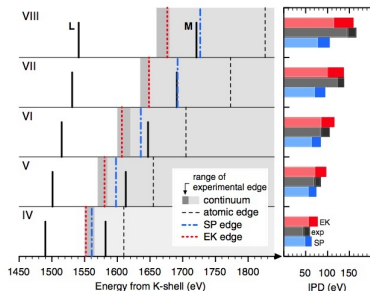 VIII
L
M
VII
VI
V
IV
range of
experimental edge
continuum
atomic edge
SP edge
EK edge
EK
exp
SP
1450 1500 1550 1600 1650 1700 1750 1800
0 50 100 150
Energy from K-shell (eV)
IPD (eV)